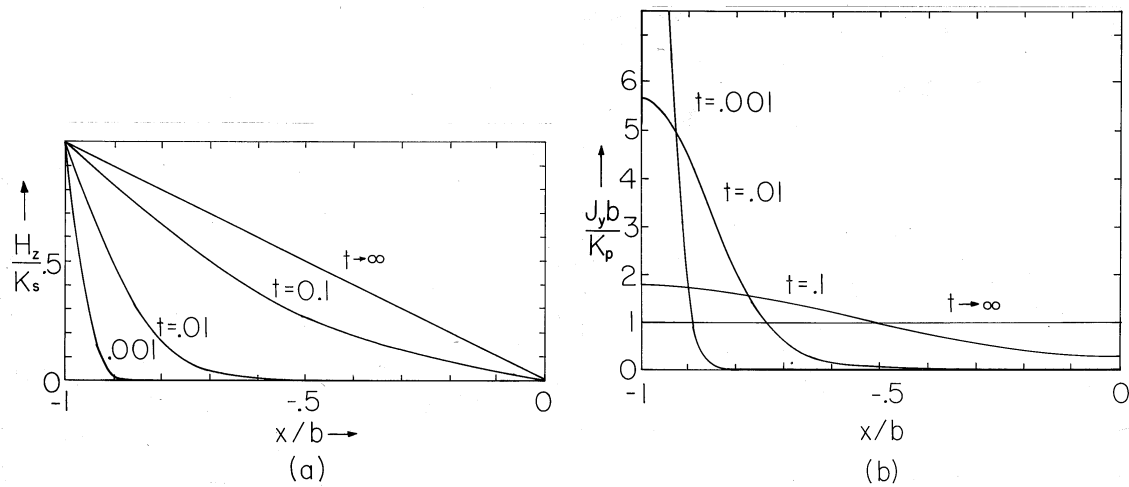 H_z
K_s
.5
0
-1
-.5
0
x/b →
(a)
.001
t=.01
t=0.1
t→∞
J_y b
K_p
6
5
4
3
2
1
0
-1
-.5
0
x/b
(b)
t=.001
t=.01
t=.1
t→∞